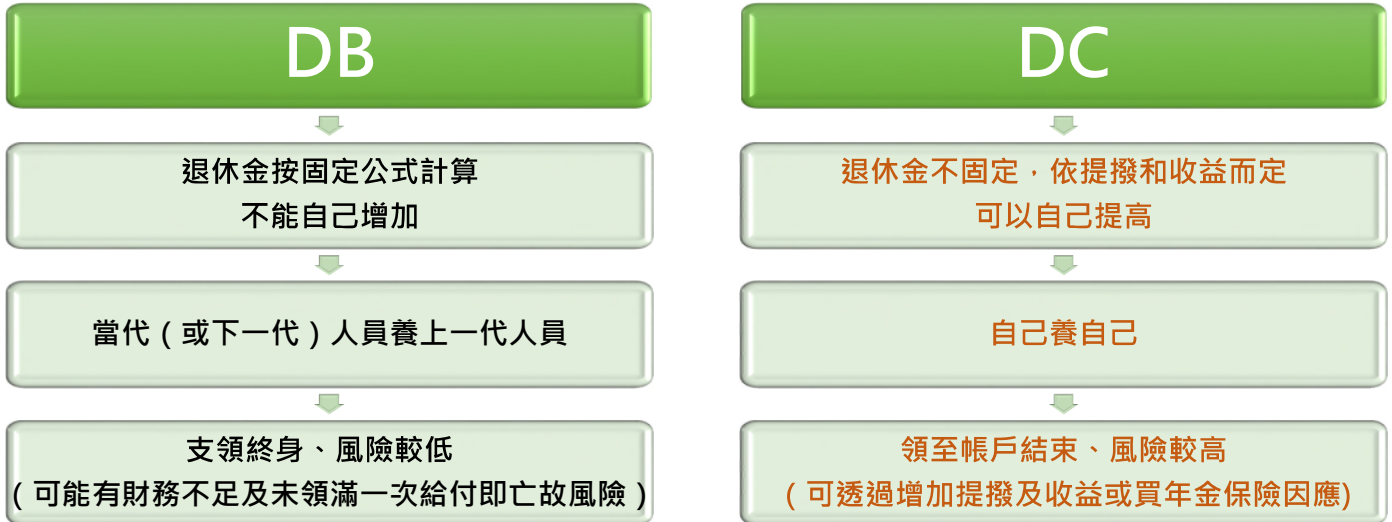 DB
退休金按固定公式計算
不能自己增加
當代（或下一代）人員養上一代人員
支領終身、風險較低
（可能有財務不足及未領滿一次給付即亡故風險）
DC
退休金不固定，依提撥和收益而定
可以自己提高
自己養自己
領至帳戶結束、風險較高
（可透過增加提撥及收益或買年金保險因應)